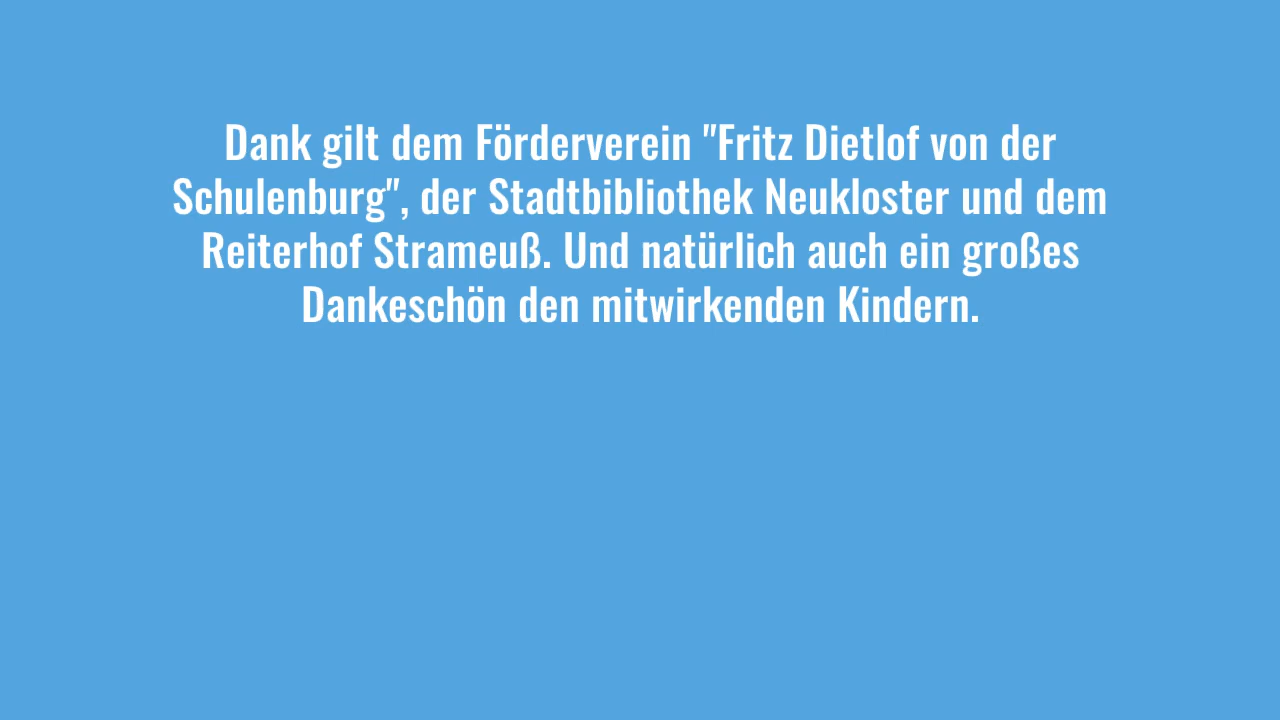 Dank gilt dem Förderverein "Fritz Dietlof von der
Schulenburg", der Stadtbibliothek Neukloster und dem
Reiterhof Strameuß. Und natürlich auch ein großes
Dankeschön den mitwirkenden Kindern.